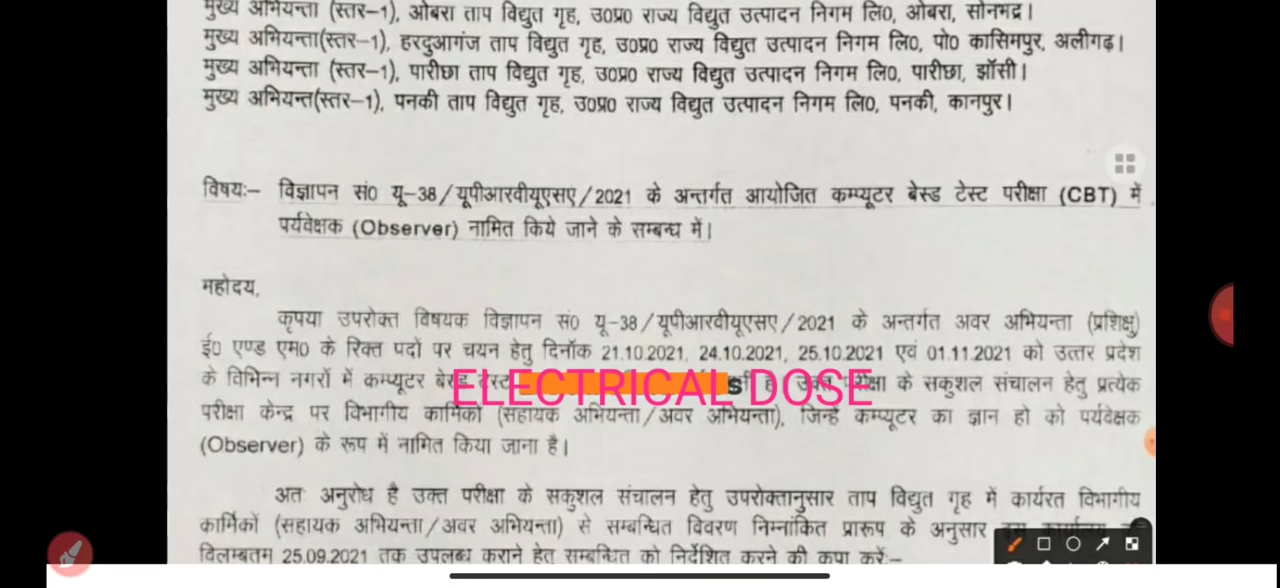 मुख्य अभियन्ता (स्तर–1), ओबरा ताप विद्युत गृह, उ0प्र0 राज्य विद्युत उत्पादन निगम लि0, ओबरा, सोनभद्र।
मुख्य अभियन्ता(स्तर–1), हरदुआगंज ताप विद्युत गृह, उ0प्र0 राज्य विद्युत उत्पादन निगम लि0, पो0 कासिमपुर, अलीगढ़।
मुख्य अभियन्ता (स्तर–1), पारीछा ताप विद्युत गृह, उ0प्र0 राज्य विद्युत उत्पादन निगम लि0, पारीछा, झॉसी।
मुख्य अभियन्त(स्तर–1), पनकी ताप विद्युत गृह, उ0प्र0 राज्य विद्युत उत्पादन निगम लि0, पनकी, कानपुर।
विषयः– विज्ञापन सं0 यू–38/यूपीआरवीयूएसए/2021 के अन्तर्गत आयोजित कम्प्यूटर बेस्ड टेस्ट परीक्षा (CBT) में
पर्यवेक्षक (Observer) नामित किये जाने के सम्बन्ध में।
महोदय,
कृपया उपरोक्त विषयक विज्ञापन सं0 यू–38/यूपीआरवीयूएसए/2021 के अन्तर्गत अवर अभियन्ता (प्रशिक्षु)
ई0 एण्ड एम0 के रिक्त पदों पर चयन हेतु दिनॉक 21.10.2021, 24.10.2021, 25.10.2021 एवं 01.11.2021 को उत्तर प्रदेश
के विभिन्न नगरों में कम्प्यूटर बेस्ड टेस्ट ELECTRICAL DOSE उक्त परीक्षा के सकुशल संचालन हेतु प्रत्येक
परीक्षा केन्द्र पर विभागीय कार्मिकों (सहायक अभियन्ता/अवर अभियन्ता), जिन्हें कम्प्यूटर का ज्ञान हो को पर्यवेक्षक
(Observer) के रूप में नामित किया जाना है।
अतः अनुरोध है उक्त परीक्षा के सकुशल संचालन हेतु उपरोक्तानुसार ताप विद्युत गृह में कार्यरत विभागीय
कार्मिकों (सहायक अभियन्ता/अवर अभियन्ता) से सम्बन्धित विवरण निम्नांकित प्रारूप के अनुसार
विलम्बतम 25.09.2021 तक उपलब्ध कराने हेतु सम्बन्धित को निर्देशित करने की कृपा करेंः–